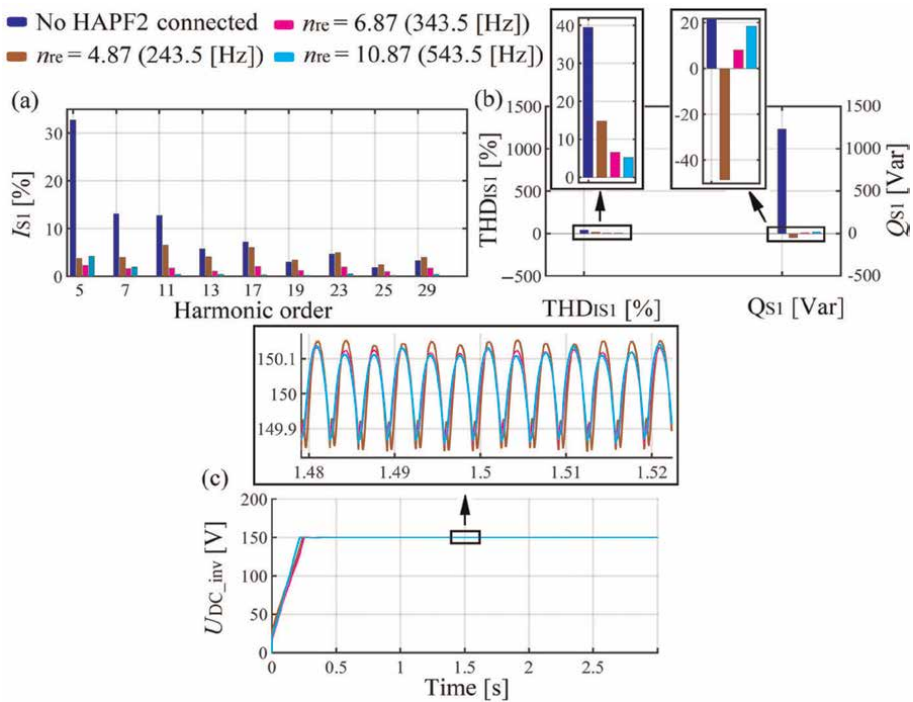 No HAPF2 connected
nre = 6.87 (343.5 [Hz])
nre = 4.87 (243.5 [Hz])
nre = 10.87 (543.5 [Hz])
(a)
30
20
10
0
IS1 [%]
5 7 11 13 17 19 23 25 29
Harmonic order
(b)
40
30
20
10
0
20
0
-20
-40
1500
1000
500
0
−500
THDIS1 [%]
1500
1000
500
0
−500
QS1 [Var]
THDIS1 [%]
QS1 [Var]
150.1
150
149.9
1.48 1.49 1.5 1.51 1.52
(c)
200
150
100
50
0
UDC_inv [V]
0 0.5 1 1.5 2 2.5
Time [s]